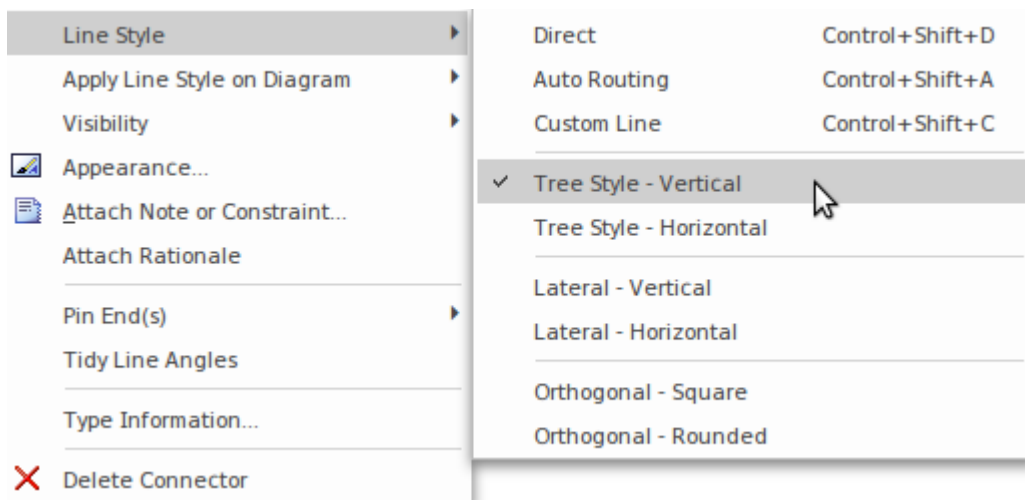 Line Style
Apply Line Style on Diagram
Visibility
Appearance...
Attach Note or Constraint...
Attach Rationale
Pin End(s)
Tidy Line Angles
Type Information...
Delete Connector
Direct Control+Shift+D
Auto Routing Control+Shift+A
Custom Line Control+Shift+C
Tree Style - Vertical
Tree Style - Horizontal
Lateral - Vertical
Lateral - Horizontal
Orthogonal - Square
Orthogonal - Rounded